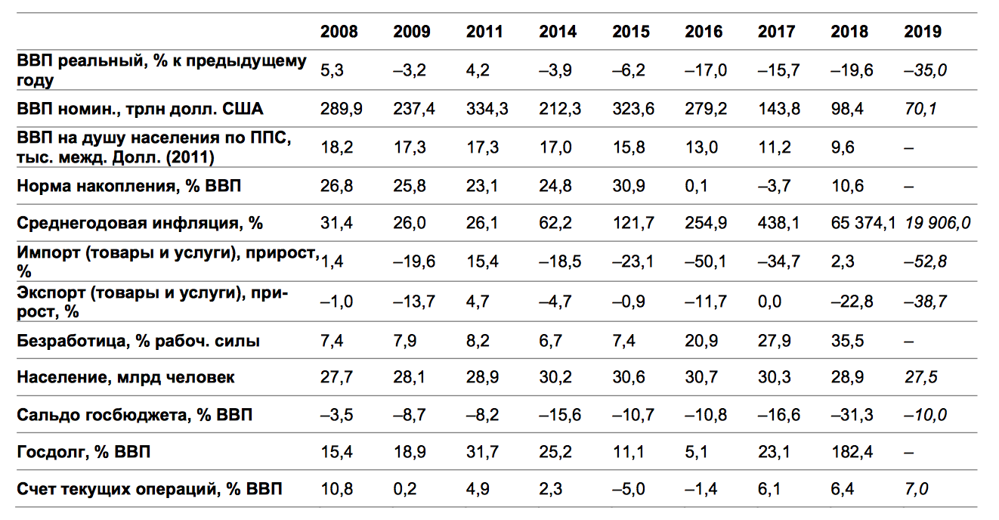 2008 2009 2011 2014 2015 2016 2017 2018 2019
ВВП реальный, % к предыдущему
году
5,3 –3,2 4,2 –3,9 –6,2 –17,0 –15,7 –19,6 –35,0
ВВП номин., трлн долл. США 289,9 237,4 334,3 212,3 323,6 279,2 143,8 98,4 70,1
ВВП на душу населения по ППС,
тыс. межд. Долл. (2011)
18,2 17,3 17,3 17,0 15,8 13,0 11,2 9,6 –
Норма накопления, % ВВП 26,8 25,8 23,1 24,8 30,9 0,1 –3,7 10,6 –
Среднегодовая инфляция, % 31,4 26,0 26,1 62,2 121,7 254,9 438,1 65 374,1 19 906,0
Импорт (товары и услуги), прирост,
%
1,4 –19,6 15,4 –18,5 –23,1 –50,1 –34,7 2,3 –52,8
Экспорт (товары и услуги), при-
рост, %
–1,0 –13,7 4,7 –4,7 –0,9 –11,7 0,0 –22,8 –38,7
Безработица, % рабоч. силы 7,4 7,9 8,2 6,7 7,4 20,9 27,9 35,5 –
Население, млрд человек 27,7 28,1 28,9 30,2 30,6 30,7 30,3 28,9 27,5
Сальдо госбюджета, % ВВП –3,5 –8,7 –8,2 –15,6 –10,7 –10,8 –16,6 –31,3 –10,0
Госдолг, % ВВП 15,4 18,9 31,7 25,2 11,1 5,1 23,1 182,4 –
Счет текущих операций, % ВВП 10,8 0,2 4,9 2,3 –5,0 –1,4 6,1 6,4 7,0